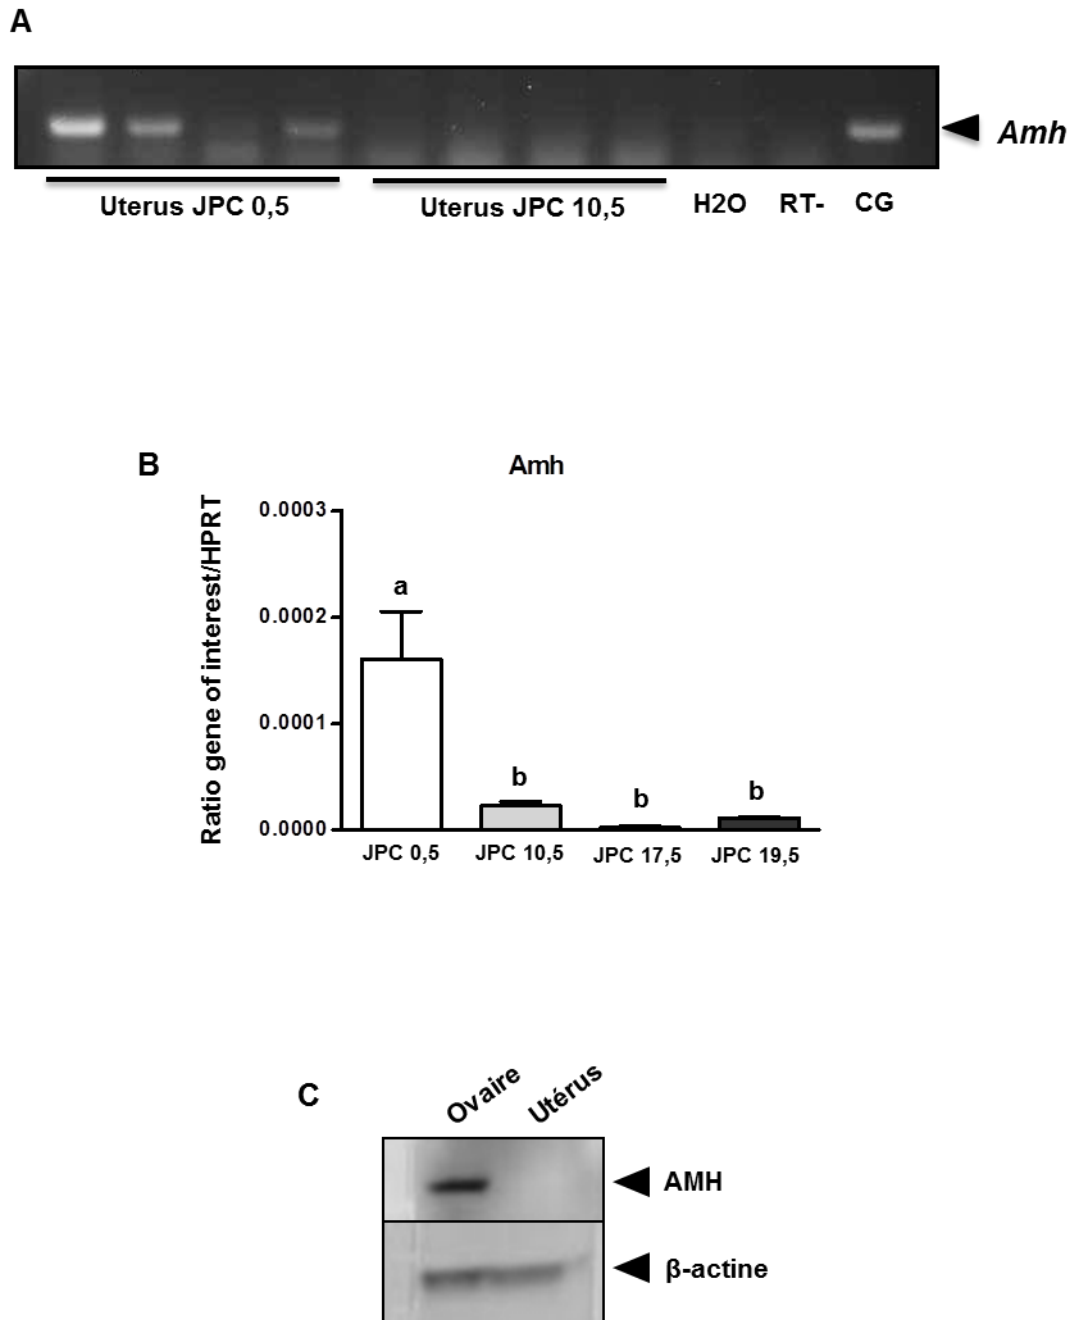 A
Amh
Uterus JPC 0,5
Uterus JPC 10,5
H2O
RT-
CG
B
Amh
Ratio gene of interest/HPRT
0.0003
0.0002
0.0001
0.0000
a
b
b
b
JPC 0,5
JPC 10,5
JPC 17,5
JPC 19,5
C
Ovaire
Utérus
AMH
β-actine